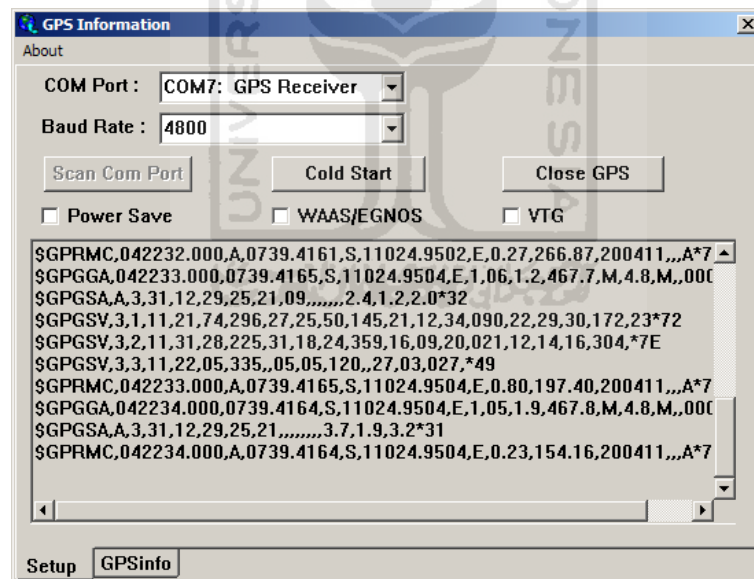 GPS Information
About
COM Port : COM7: GPS Receiver
Baud Rate : 4800
Scan Com Port Cold Start Close GPS
Power Save WAAS/EGNOS VTG
$GPRMC,042232.000,A,0739.4161,S,11024.9502,E,0.27,266.87,200411,,,A*7
$GPGGA,042233.000,0739.4165,S,11024.9504,E,1,06,1.2,467.7,M,4.8,M,,000
$GPGSA,A,3,31,12,29,25,21,09,,,,,,2.4,1.2,2.0*32
$GPGSV,3,1,11,21,74,296,27,25,50,145,21,12,34,090,22,29,30,172,23*72
$GPGSV,3,2,11,31,28,225,31,18,24,359,16,09,20,021,12,14,16,304,*7E
$GPGSV,3,3,11,22,05,335,,05,05,120,,27,03,027,*49
$GPRMC,042233.000,A,0739.4165,S,11024.9504,E,0.80,197.40,200411,,,A*7
$GPGGA,042234.000,0739.4164,S,11024.9504,E,1,05,1.9,467.8,M,4.8,M,,000
$GPGSA,A,3,31,12,29,25,21,,,,,,,,3.7,1.9,3.2*31
$GPRMC,042234.000,A,0739.4164,S,11024.9504,E,0.23,154.16,200411,,,A*7
Setup GPSinfo